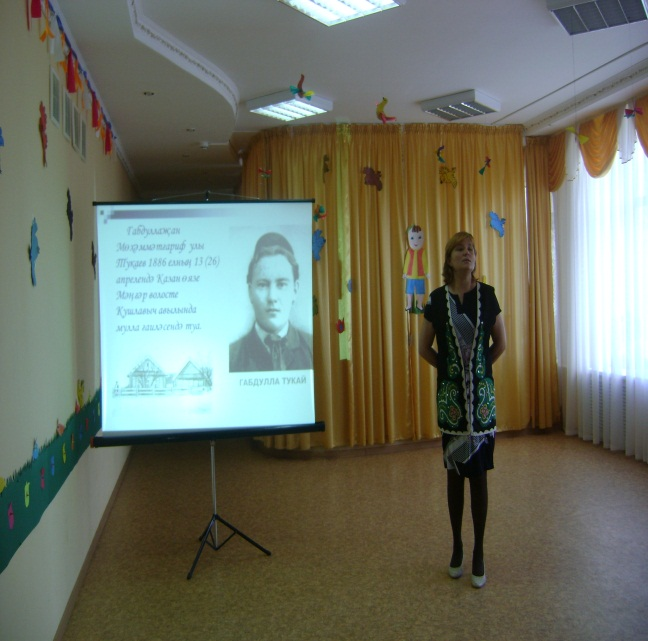 Габдуллаҗан
Мөхәммәтгариф улы
Тукаев 1886 елның 13 (26)
апрелендә Казан өязе
Мәңгәр волосте
Кушлавыч авылында
мулла гаиләсендә туа.
ГАБДУЛЛА ТУКАЙ